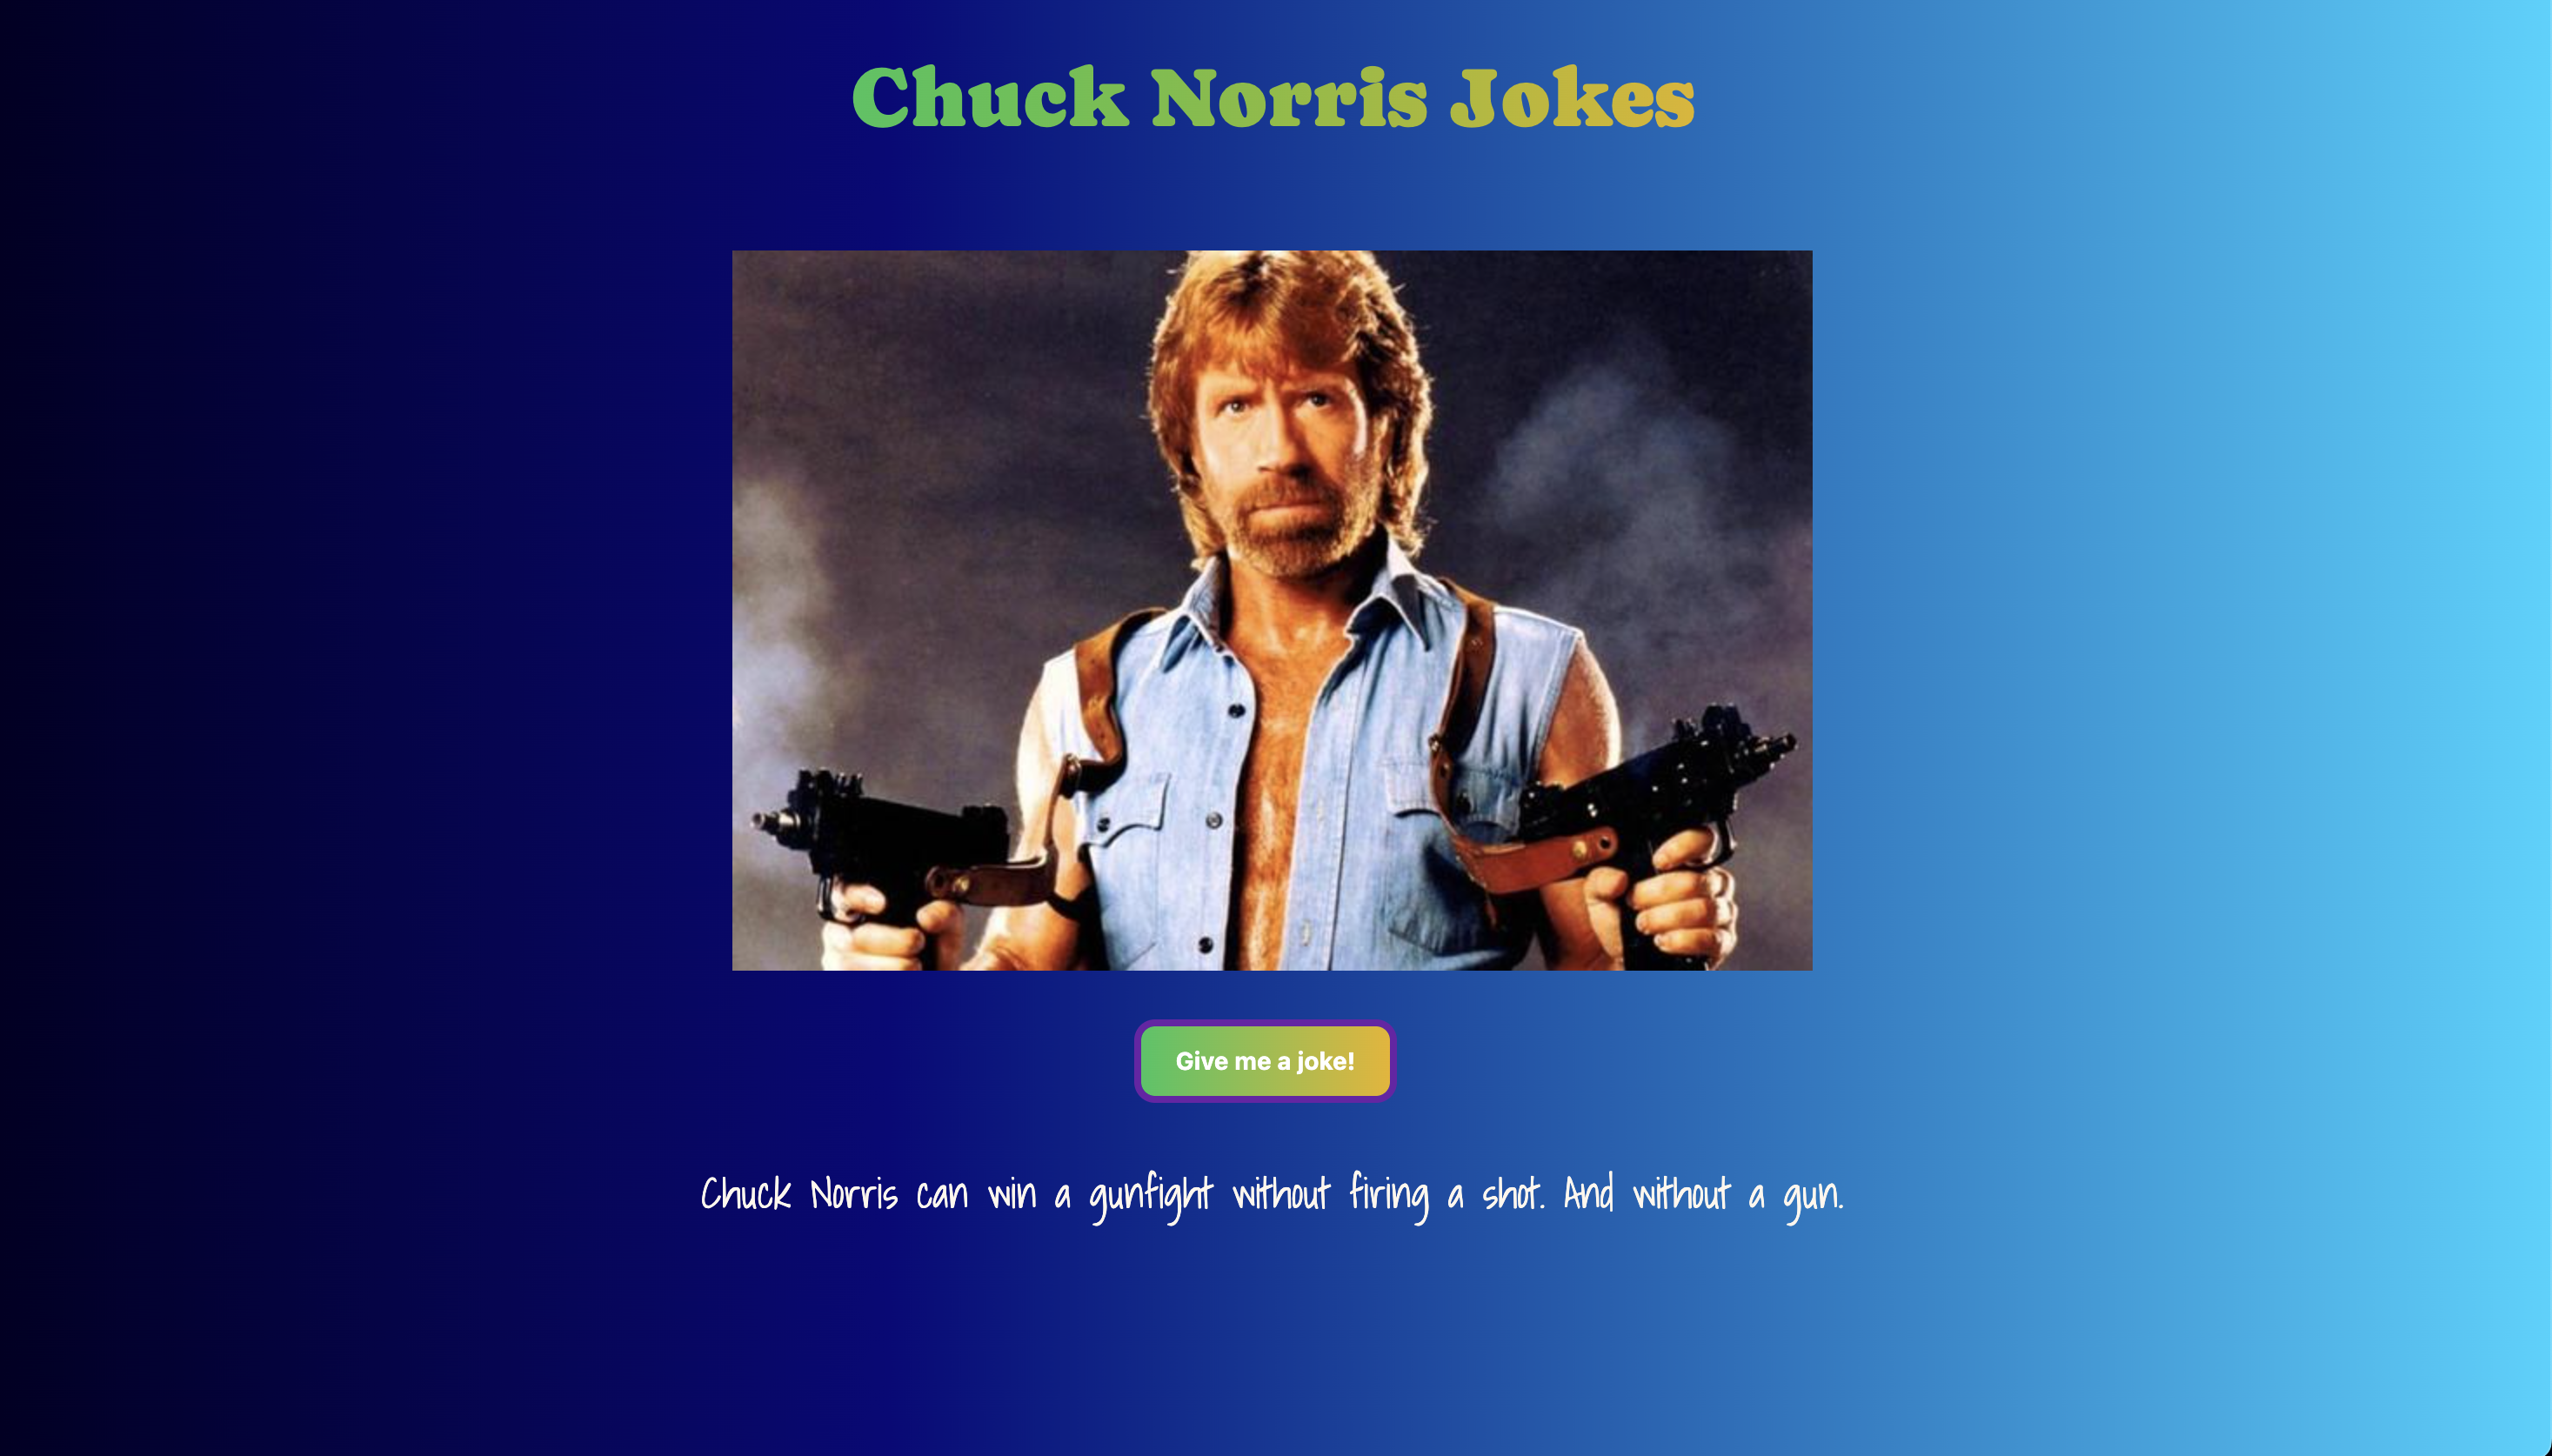 Chuck Norris Jokes
Give me a joke!
Chuck Norris can win a gunfight without firing a shot. And without a gun.